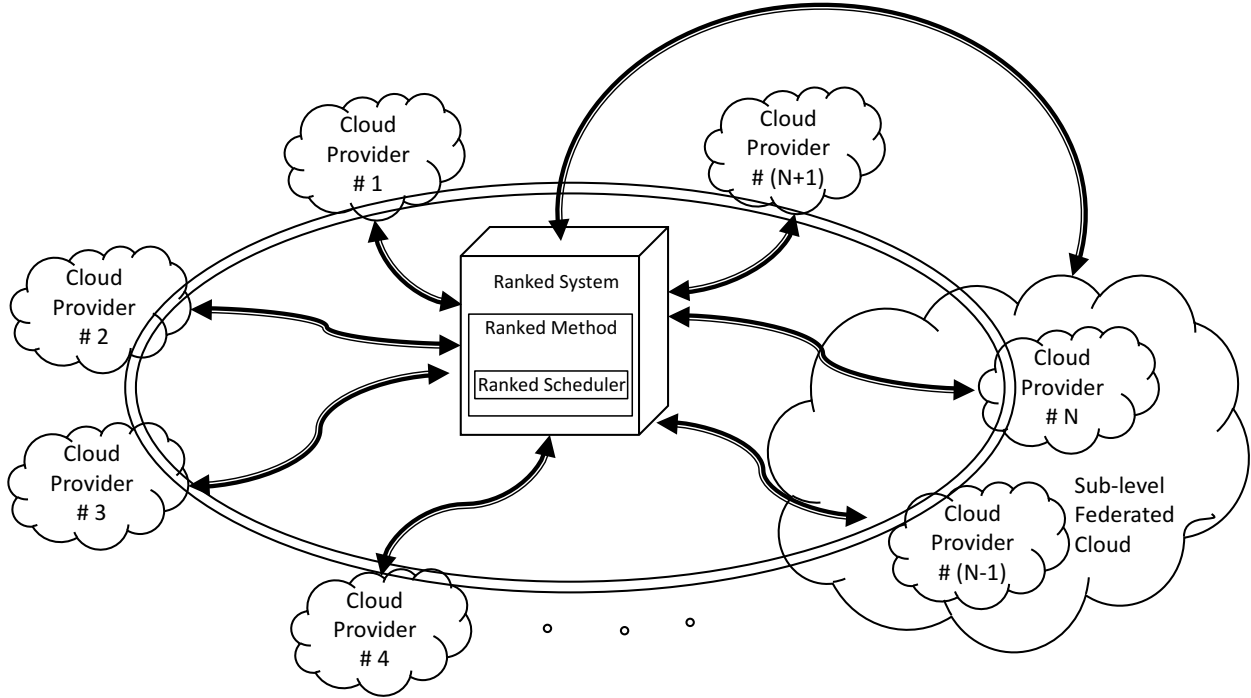 Cloud
Provider
# 1
Cloud
Provider
# (N+1)
Cloud
Provider
# 2
Ranked System
Ranked Method
Ranked Scheduler
Cloud
Provider
# N
Cloud
Provider
# 3
Sub-level
Federated
Cloud
Cloud
Provider
# (N-1)
Cloud
Provider
# 4